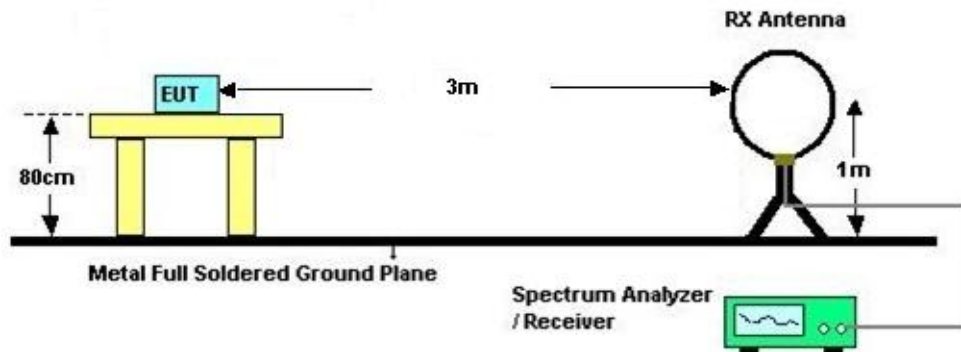 RX Antenna
EUT
3m
80cm
1m
Metal Full Soldered Ground Plane
Spectrum Analyzer
/ Receiver